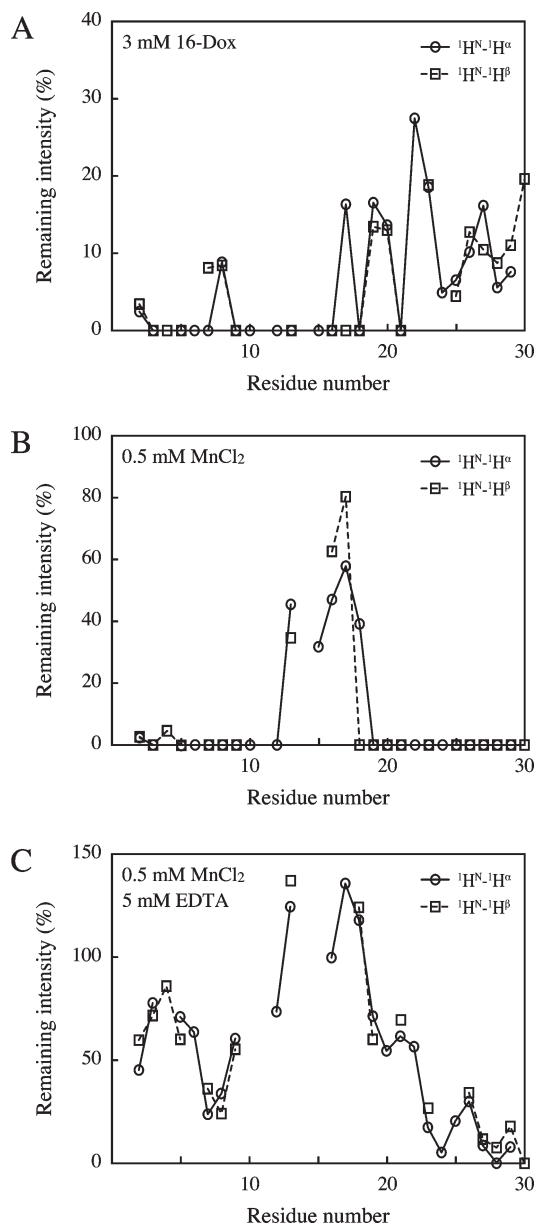 A
3 mM 16-Dox
¹Hᴺ-¹Hᵅ
¹Hᴺ-¹Hᵝ
40
30
20
10
0
10
20
30
Remaining intensity (%)
Residue number
B
0.5 mM MnCl₂
¹Hᴺ-¹Hᵅ
¹Hᴺ-¹Hᵝ
100
80
60
40
20
0
10
20
30
Remaining intensity (%)
Residue number
C
0.5 mM MnCl₂
5 mM EDTA
¹Hᴺ-¹Hᵅ
¹Hᴺ-¹Hᵝ
150
100
50
0
10
20
30
Remaining intensity (%)
Residue number